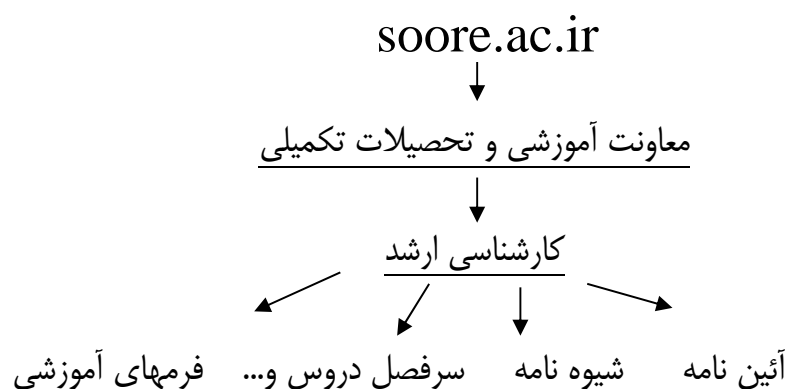 soore.ac.ir
معاونت آموزشی و تحصیلات تکمیلی
کارشناسی ارشد
آئین نامه شیوه نامه سرفصل دروس و... فرمهای آموزشی